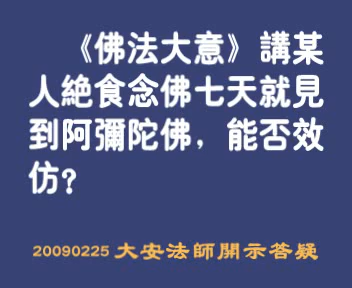 《佛法大意》講某
人絕食念佛七天就見
到阿彌陀佛，能否效
仿？
20090225 大安法師開示答疑